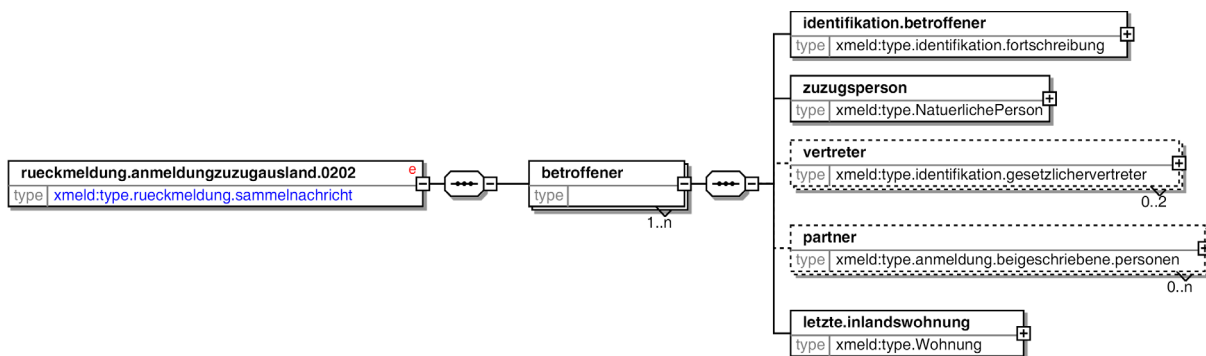 identifikation.betroffener
type xmeld:type.identifikation.fortschreibung
zuzugsperson
type xmeld:type.NatuerlichePerson
rueckmeldung.anmeldungzuzugausland.0202 e
type xmeld:type.rueckmeldung.sammelnachricht
betroffener
type
1..n
vertreter
type xmeld:type.identifikation.gesetzlichervertreter
0..2
partner
type xmeld:type.anmeldung.beigeschriebene.personen
0..n
letzte.inlandswohnung
type xmeld:type.Wohnung